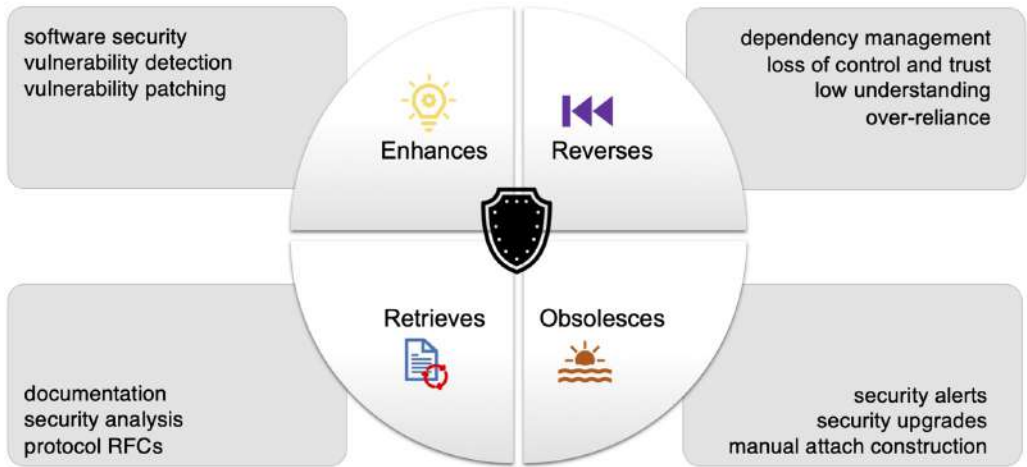 software security
vulnerability detection
vulnerability patching
Enhances
Reverses
dependency management
loss of control and trust
low understanding
over-reliance
Retrieves
Obsolesces
documentation
security analysis
protocol RFCs
security alerts
security upgrades
manual attach construction